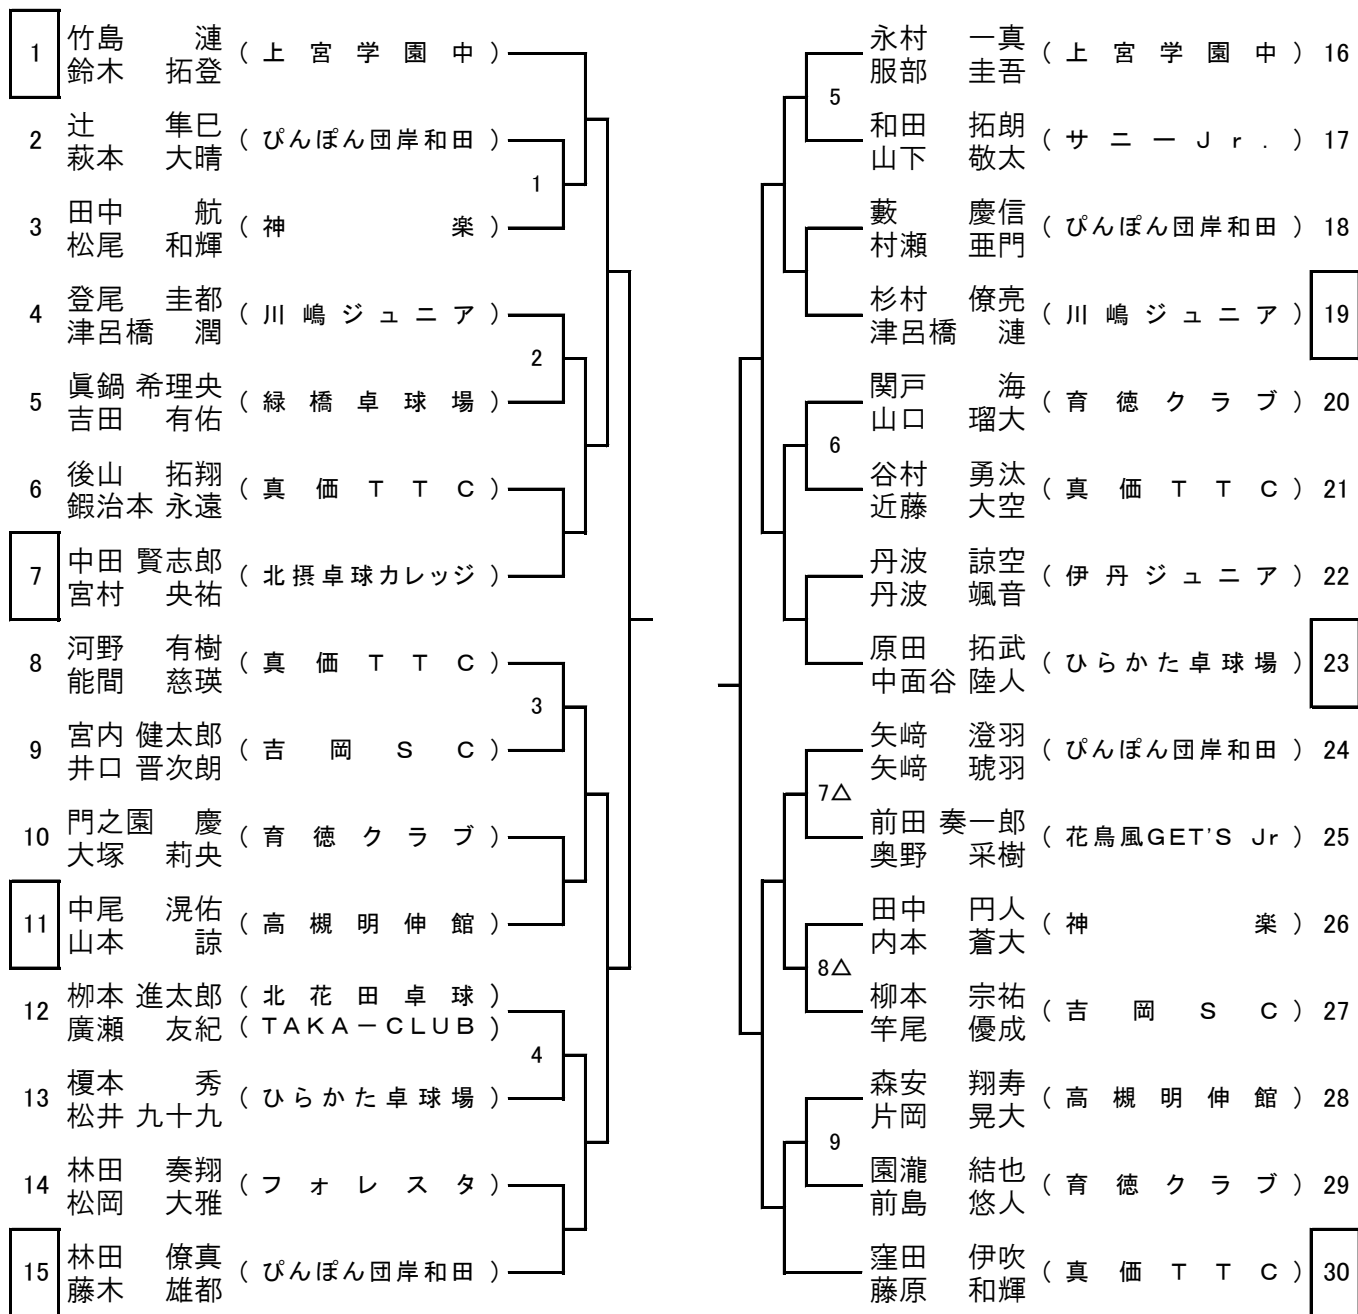 1 竹島 漣 (上宮学園中)
鈴木 拓登
2 辻 隼巳 (ぴんぽん団岸和田)
萩本 大晴
1
3 田中 航 (神楽)
松尾 和輝
4 登尾 圭都 (川嶋ジュニア)
津呂橋 潤
2
5 眞鍋 希理央 (緑橋卓球場)
吉田 有佑
6 後山 拓翔 (真価TTC)
鍜治本 永遠
7 中田 賢志郎 (北摂卓球カレッジ)
宮村 央祐
8 河野 有樹 (真価TTC)
能間 慈瑛
3
9 宮内 健太郎 (吉岡SC)
井口 晋次朗
10 門之園 慶 (育徳クラブ)
大塚 莉央
11 中尾 滉佑 (高槻明伸館)
山本 諒
12 栁本 進太郎 (北花田卓球)
廣瀬 友紀 (TAKA-CLUB)
4
13 榎本 秀 (ひらかた卓球場)
松井 九十九
14 林田 奏翔 (フォレスタ)
松岡 大雅
15 林田 僚真 (ぴんぽん団岸和田)
藤木 雄都
永村 一真 (上宮学園中) 16
服部 圭吾
5
和田 拓朗 (サニーJr.) 17
山下 敬太
藪 慶信 (ぴんぽん団岸和田) 18
村瀬 亜門
杉村 僚亮 (川嶋ジュニア) 19
津呂橋 漣
関戸 海 (育徳クラブ) 20
山口 瑠大
6
谷村 勇汰 (真価TTC) 21
近藤 大空
丹波 諒空 (伊丹ジュニア) 22
丹波 颯音
原田 拓武 (ひらかた卓球場) 23
中面谷 陸人
矢﨑 澄羽 (ぴんぽん団岸和田) 24
矢﨑 琥羽
7△
前田 奏一郎 (花鳥風GET'S Jr) 25
奥野 采樹
田中 円人 (神楽) 26
内本 蒼大
8△
柳本 宗祐 (吉岡SC) 27
竿尾 優成
森安 翔寿 (高槻明伸館) 28
片岡 晃大
9
園瀧 結也 (育徳クラブ) 29
前島 悠人
窪田 伊吹 (真価TTC) 30
藤原 和輝